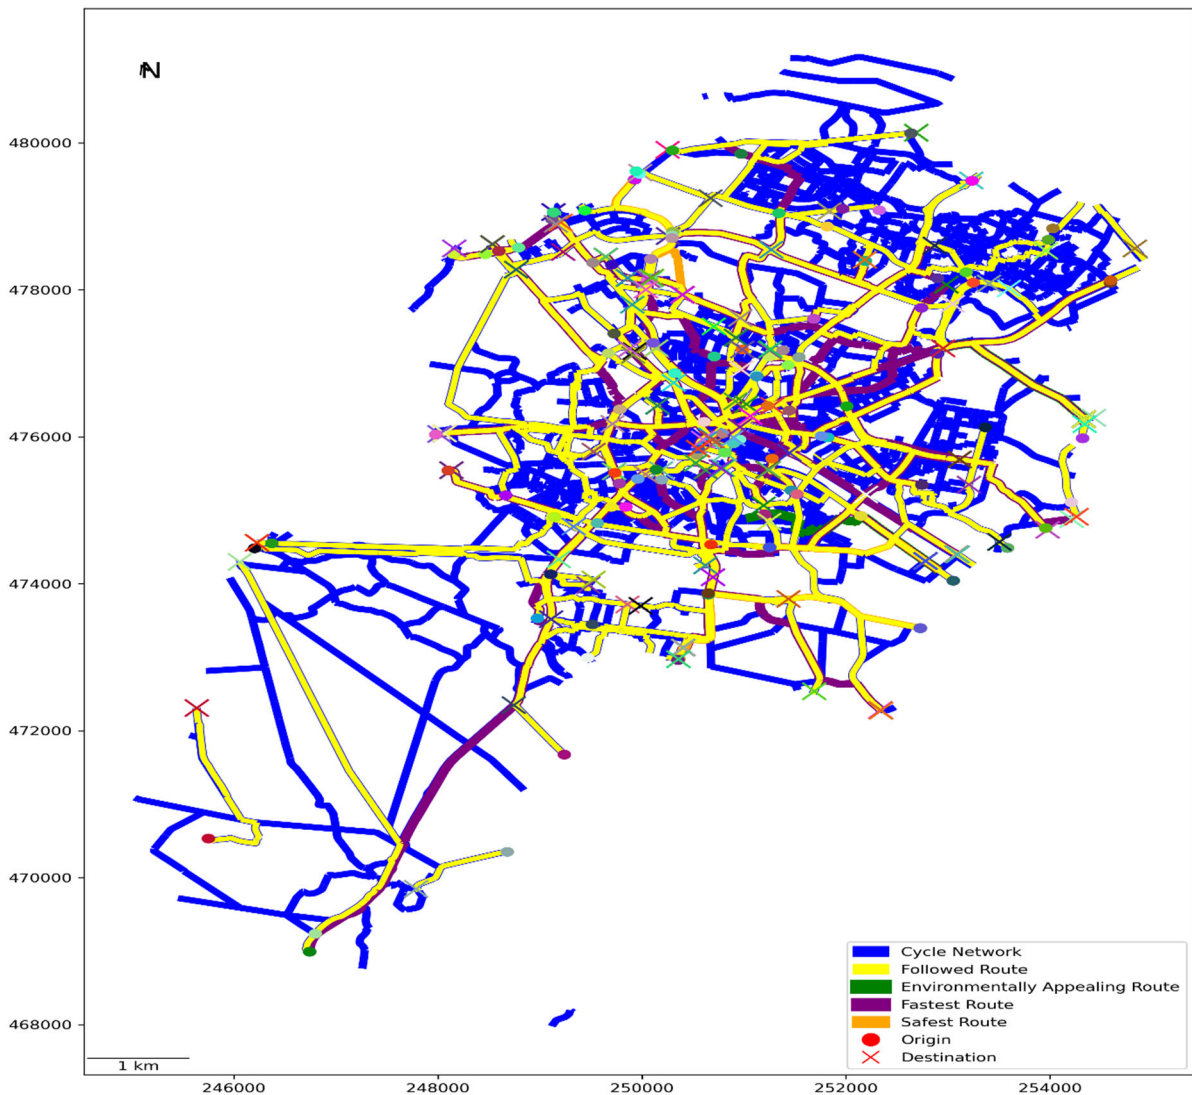 N
480000
478000
476000
474000
472000
470000
468000
1 km
246000 248000 250000 252000 254000
Cycle Network
Followed Route
Environmentally Appealing Route
Fastest Route
Safest Route
Origin
Destination